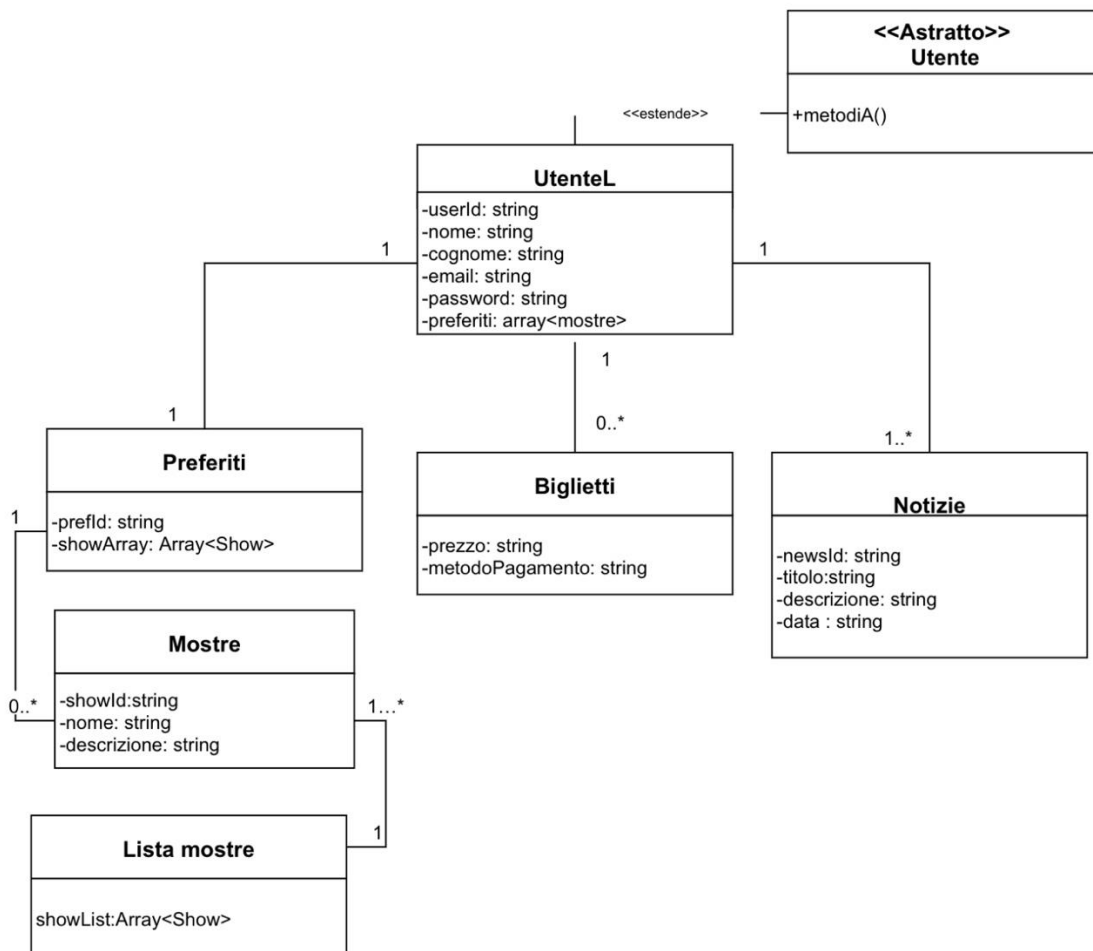 <<Astratto>>
Utente
+metodiA()
<<estende>>
UtenteL
-userId: string
-nome: string
-cognome: string
-email: string
-password: string
-preferiti: array<mostre>
1
1
1
1
0..*
1..*
Preferiti
-prefId: string
-showArray: Array<Show>
1
Biglietti
-prezzo: string
-metodoPagamento: string
Notizie
-newsId: string
-titolo:string
-descrizione: string
-data : string
Mostre
-showId:string
-nome: string
-descrizione: string
0..*
1...*
1
Lista mostre
showList:Array<Show>